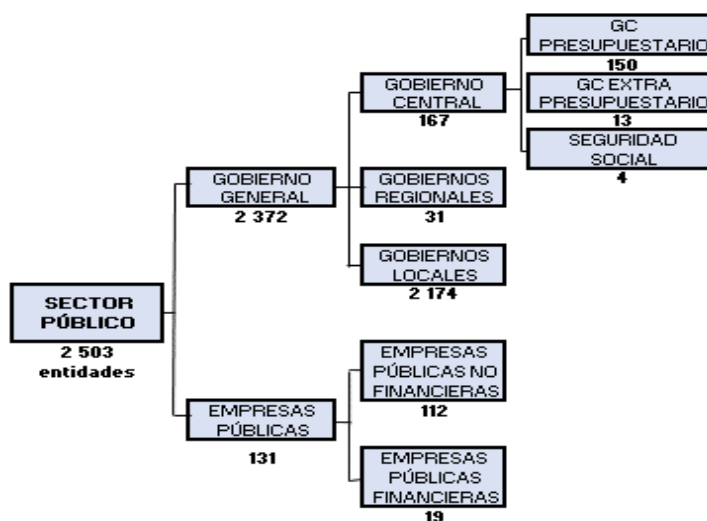 GC
PRESUPUESTARIO
150
GOBIERNO
CENTRAL
167
GC EXTRA
PRESUPUESTARIO
13
SEGURIDAD
SOCIAL
4
GOBIERNO
GENERAL
2 372
GOBIERNOS
REGIONALES
31
GOBIERNOS
LOCALES
2 174
SECTOR
PÚBLICO
2 503
entidades
EMPRESAS
PÚBLICAS NO
FINANCIERAS
112
EMPRESAS
PÚBLICAS
131
EMPRESAS
PÚBLICAS
FINANCIERAS
19